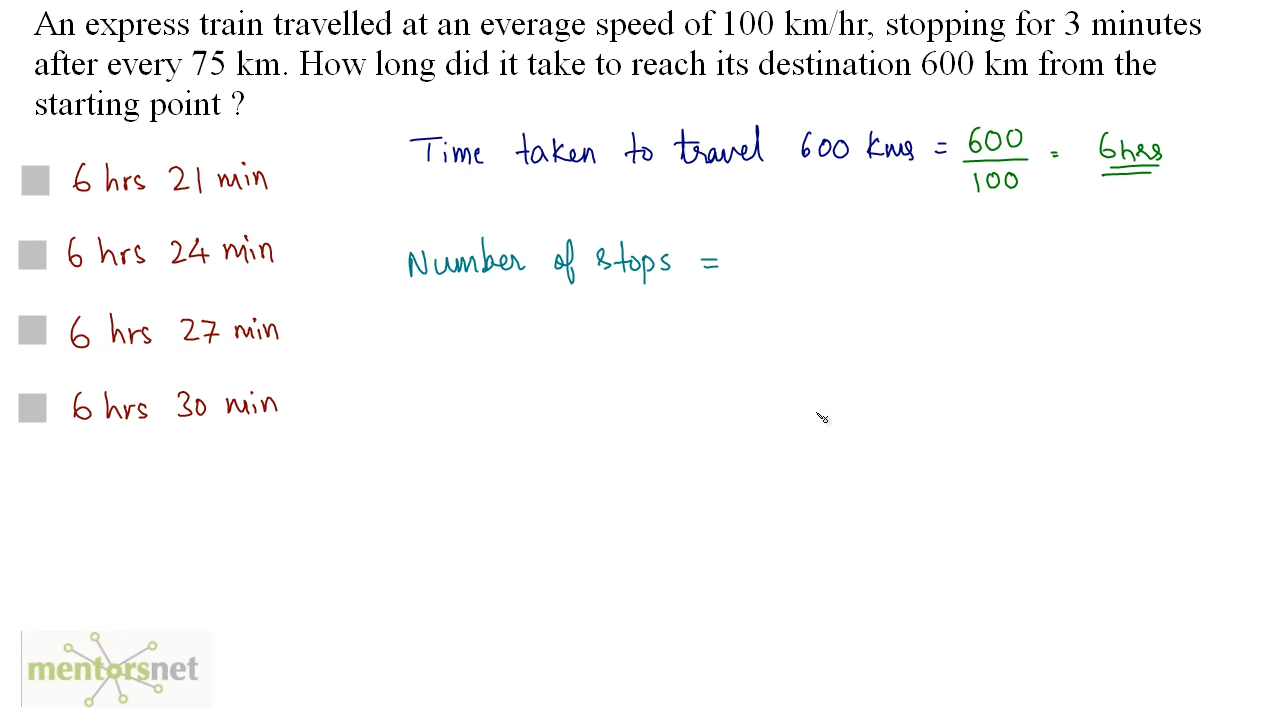 An express train travelled at an everage speed of 100 km/hr, stopping for 3 minutes
after every 75 km. How long did it take to reach its destination 600 km from the
starting point ?
Time taken to travel 600 kms = 600/100 = 6hrs
6 hrs 21 min
6 hrs 24 min
Number of stops =
6 hrs 27 min
6 hrs 30 min
mentorsnet